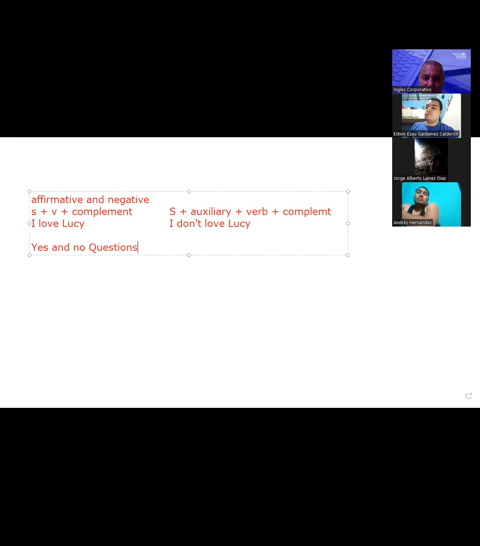 Ingles Corporativo
Edwin Esau Galdamez Calderón
Jorge Alberto Lainez Diaz
Andres Hernandez
affirmative and negative
s + v + complement S + auxiliary + verb + complemt
I love Lucy I don't love Lucy
Yes and no Questions